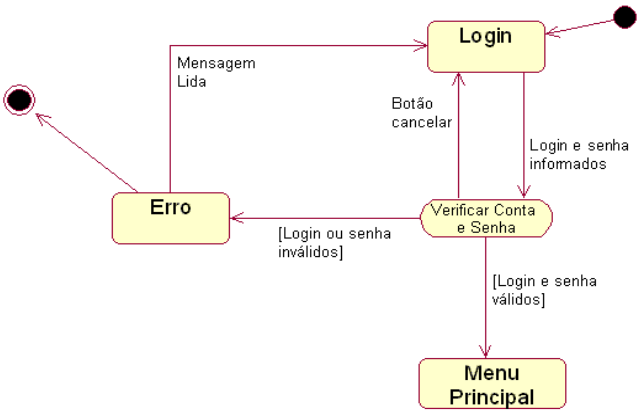 Login
Mensagem
Lida
Botão
cancelar
Login e senha
informados
Erro
Verificar Conta
e Senha
[Login ou senha
inválidos]
[Login e senha
válidos]
Menu
Principal